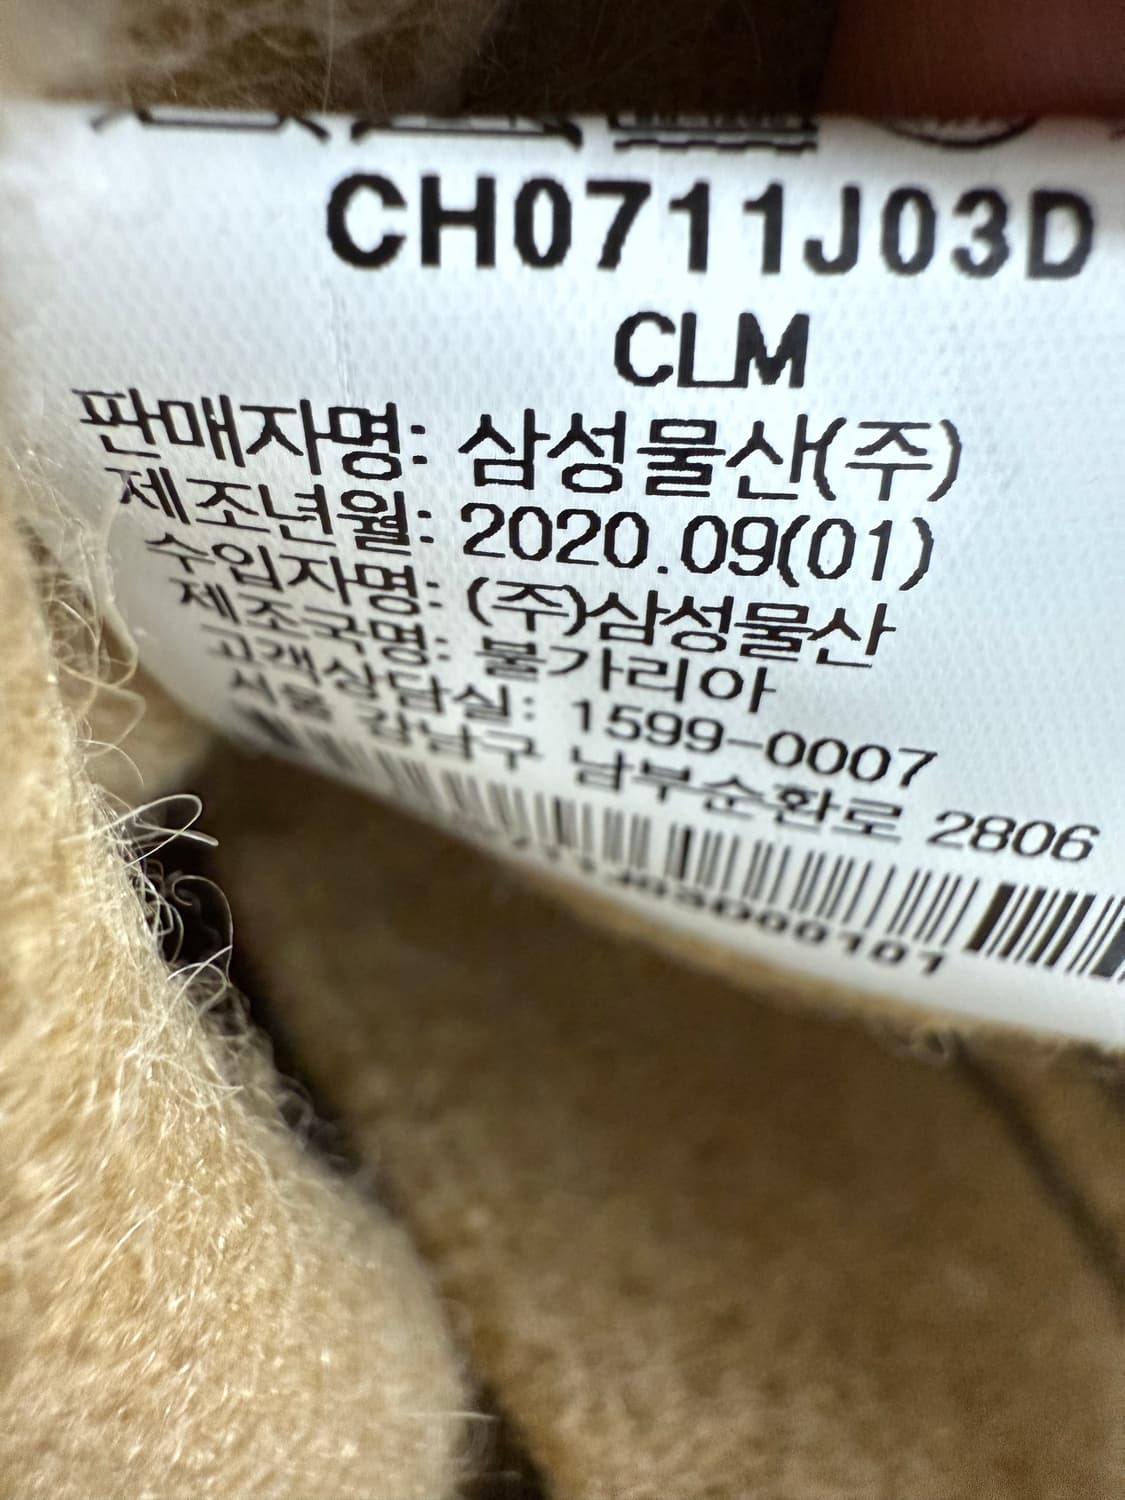 CH0711J03D
CLM
판매자명: 삼성물산(주)
제조년월: 2020.09(01)
수입자명: (주)삼성물산
제조국명: 불가리아
고객상담실: 1599-0007
서울 강남구 남부순환로 2806
711J03D00101